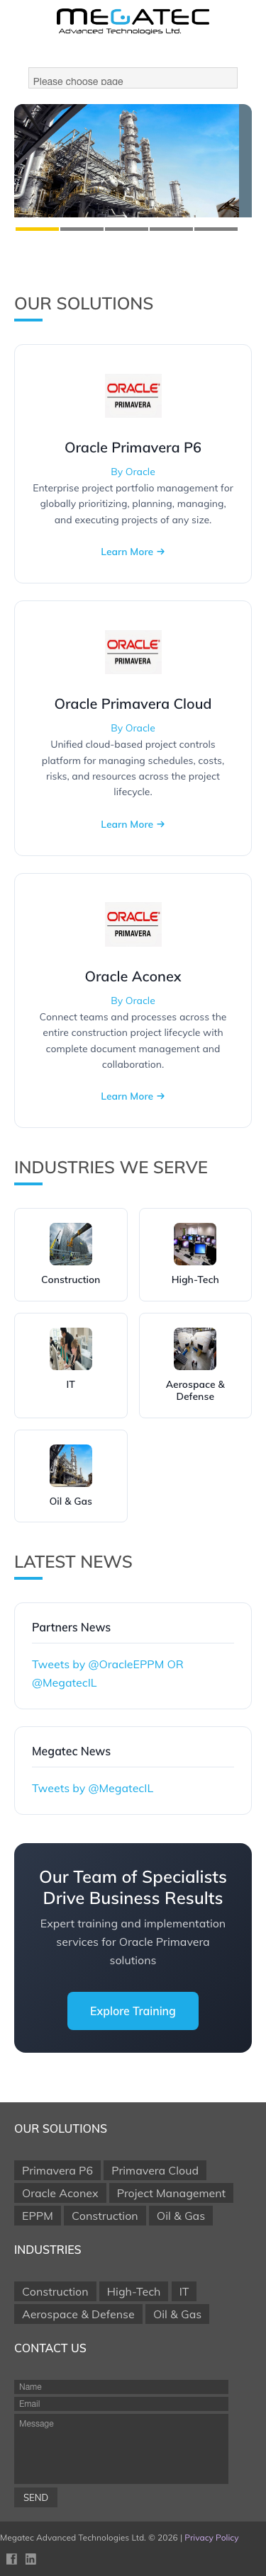 MEGATEC
Advanced Technologies Ltd.
Please choose page
OUR SOLUTIONS
ORACLE
PRIMAVERA
Oracle Primavera P6
By Oracle
Enterprise project portfolio management for
globally prioritizing, planning, managing,
and executing projects of any size.
Learn More →
ORACLE
PRIMAVERA
Oracle Primavera Cloud
By Oracle
Unified cloud-based project controls
platform for managing schedules, costs,
risks, and resources across the project
lifecycle.
Learn More →
ORACLE
PRIMAVERA
Oracle Aconex
By Oracle
Connect teams and processes across the
entire construction project lifecycle with
complete document management and
collaboration.
Learn More →
INDUSTRIES WE SERVE
Construction
High-Tech
IT
Aerospace &
Defense
Oil & Gas
LATEST NEWS
Partners News
Tweets by @OracleEPPM OR
@MegatecIL
Megatec News
Tweets by @MegatecIL
Our Team of Specialists
Drive Business Results
Expert training and implementation
services for Oracle Primavera
solutions
Explore Training
OUR SOLUTIONS
Primavera P6 Primavera Cloud
Oracle Aconex Project Management
EPPM Construction Oil & Gas
INDUSTRIES
Construction High-Tech IT
Aerospace & Defense Oil & Gas
CONTACT US
Name
Email
Message
SEND
Megatec Advanced Technologies Ltd. © 2026 | Privacy Policy